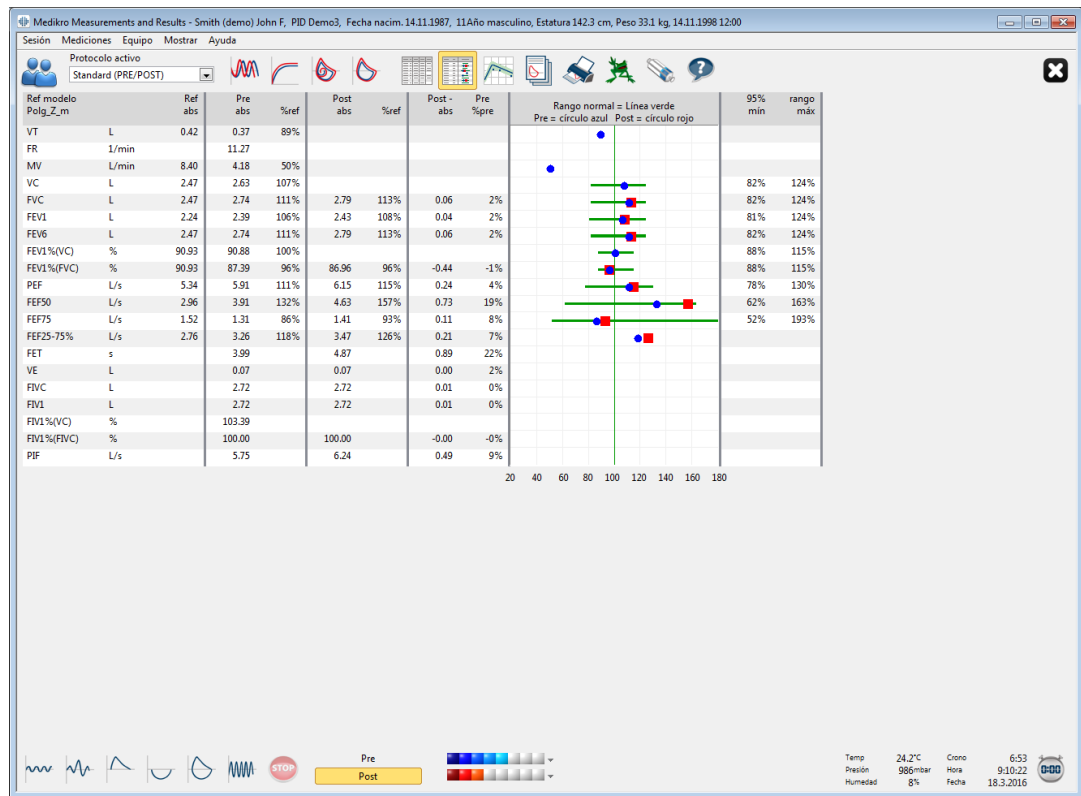 Medikro Measurements and Results - Smith (demo) John F, PID Demo3, Fecha nacim. 14.11.1987, 11Año masculino, Estatura 142.3 cm, Peso 33.1 kg, 14.11.1998 12:00
Sesión Mediciones Equipo Mostrar Ayuda
Protocolo activo
Standard (PRE/POST)
Ref modelo Ref Pre Post Post - Pre 95% rango
Polg_Z_m abs abs %ref abs %ref abs %pre mín máx
Rango normal = Línea verde
Pre = círculo azul Post = círculo rojo
VT L 0.42 0.37 89%
FR 1/min 11.27
MV L/min 8.40 4.18 50%
VC L 2.47 2.63 107% 82% 124%
FVC L 2.47 2.74 111% 2.79 113% 0.06 2% 82% 124%
FEV1 L 2.24 2.39 106% 2.43 108% 0.04 2% 81% 124%
FEV6 L 2.47 2.74 111% 2.79 113% 0.06 2% 82% 124%
FEV1%(VC) % 90.93 90.88 100% 88% 115%
FEV1%(FVC) % 90.93 87.39 96% 86.96 96% -0.44 -1% 88% 115%
PEF L/s 5.34 5.91 111% 6.15 115% 0.24 4% 78% 130%
FEF50 L/s 2.96 3.91 132% 4.63 157% 0.73 19% 62% 163%
FEF75 L/s 1.52 1.31 86% 1.41 93% 0.11 8% 52% 193%
FEF25-75% L/s 2.76 3.26 118% 3.47 126% 0.21 7%
FET s 3.99 4.87 0.89 22%
VE L 0.07 0.07 0.00 2%
FIVC L 2.72 2.72 0.01 0%
FIV1 L 2.72 2.72 0.01 0%
FIV1%(VC) % 103.39
FIV1%(FIVC) % 100.00 100.00 -0.00 -0%
PIF L/s 5.75 6.24 0.49 9%
20 40 60 80 100 120 140 160 180
STOP
Pre
Post
Temp 24.2°C Crono 6:53
Presión 986mbar Hora 9:10:22
Humedad 8% Fecha 18.3.2016
0:00